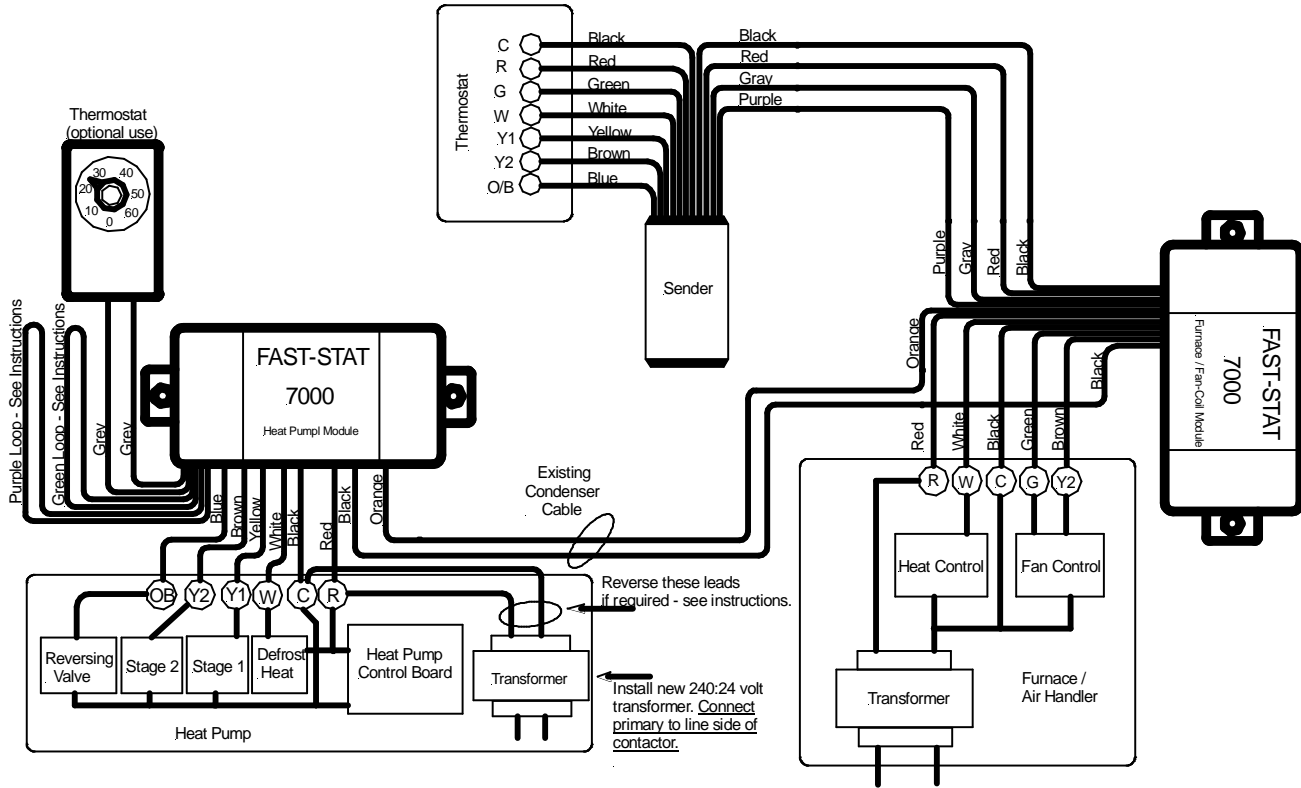 Thermostat
(optional use)
0
10
20
30
40
50
60
Thermostat
C
R
G
W
Y1
Y2
O/B
Black
Red
Green
White
Yellow
Brown
Blue
Black
Red
Gray
Purple
Sender
Purple
Gray
Red
Black
Orange
Black
FAST-STAT
7000
Furnace / Fan-Coil Module
Purple Loop - See Instructions
Green Loop - See Instructions
Grey
Grey
FAST-STAT
7000
Heat Pumpl Module
Blue
Brown
Yellow
White
Black
Red
Black
Orange
Existing
Condenser
Cable
Red
White
Black
Green
Brown
R
W
C
G
Y2
Heat Control
Fan Control
Transformer
Furnace /
Air Handler
OB
Y2
Y1
W
C
R
Reversing
Valve
Stage 2
Stage 1
Defrost
Heat
Heat Pump
Control Board
Transformer
Heat Pump
Reverse these leads
if required - see instructions.
Install new 240:24 volt
transformer. Connect
primary to line side of
contactor.